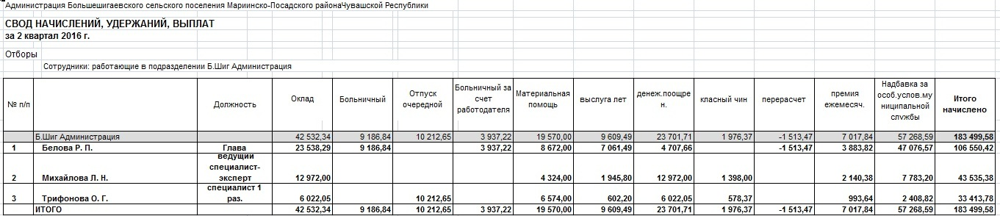 Администрация Большешигаевского сельского поселения Мариинско-Посадского районаЧувашской Республики
СВОД НАЧИСЛЕНИЙ, УДЕРЖАНИЙ, ВЫПЛАТ
за 2 квартал 2016 г.
Отборы
Сотрудники: работающие в подразделении Б.Шиг Администрация
№ п/п Должность Оклад Больничный Отпуск очередной Больничный за счет работодателя Материальная помощь выслуга лет денеж.поощрен. класный чин перерасчет премия ежемесяч. Надбавка за особ.услов.муниципальной службы Итого начислено
Б.Шиг Администрация 42 532,34 9 186,84 10 212,65 3 937,22 19 570,00 9 609,49 23 701,71 1 976,37 -1 513,47 7 017,84 57 268,59 183 499,58
1 Белова Р. П. Глава 23 538,29 9 186,84 3 937,22 8 672,00 7 061,49 4 707,66 -1 513,47 3 883,82 47 076,57 106 550,42
2 Михайлова Л. Н. ведущий специалист-эксперт 12 972,00 4 324,00 1 945,80 12 972,00 1 398,00 2 140,38 7 783,20 43 535,38
3 Трифонова О. Г. специалист 1 раз. 6 022,05 10 212,65 6 574,00 602,20 6 022,05 578,37 993,64 2 408,82 33 413,78
ИТОГО 42 532,34 9 186,84 10 212,65 3 937,22 19 570,00 9 609,49 23 701,71 1 976,37 -1 513,47 7 017,84 57 268,59 183 499,58